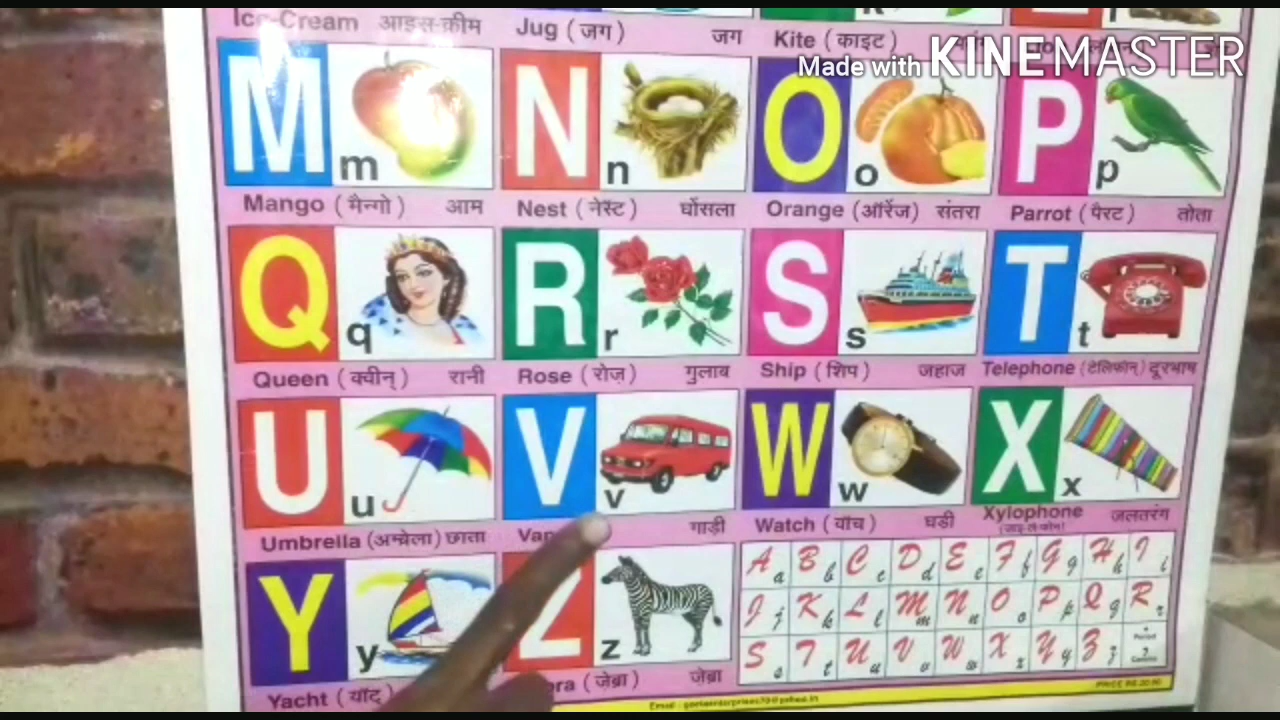 Ice-Cream आइस-क्रीम Jug (जग) जग Kite (काइट)
Made with KINEMASTER
M m N n O o P p
Mango (मैन्गो) आम Nest (नेस्ट) घोंसला Orange (ऑरेंज) संतरा Parrot (पैरट) तोता
Q q R r S s T t
Queen (क्वीन्) रानी Rose (रोज़) गुलाब Ship (शिप) जहाज Telephone (टेलिफोन्) दूरभाष
U u V v W w X x
Umbrella (अम्ब्रेला) छाता Van गाड़ी Watch (वॉच) घड़ी Xylophone जलतरंग
A a B b C c D d E e F f G g H h I i
J j K k L l M m N n O o P p Q q R r
S s T t U u V v W w X x Y y Z z
Y y Z z
Yacht (यॉट) (ज़ेब्रा) ज़ेब्रा